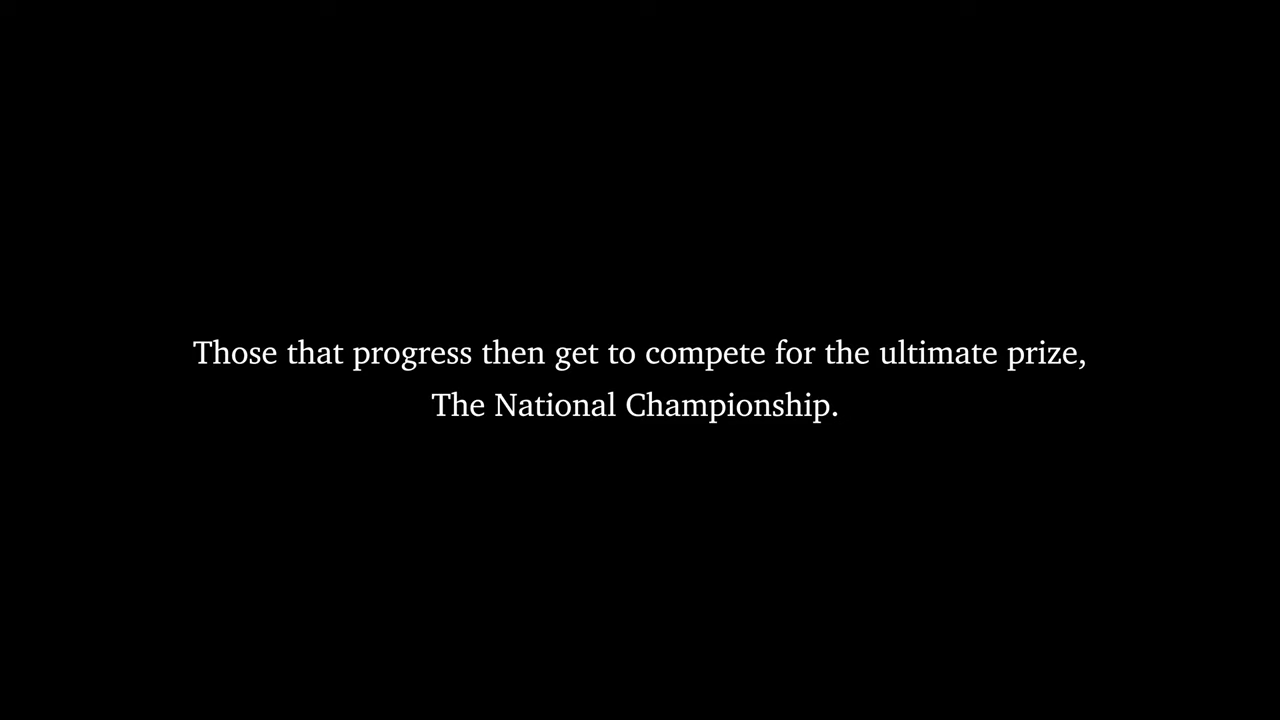 Those that progress then get to compete for the ultimate prize,
The National Championship.